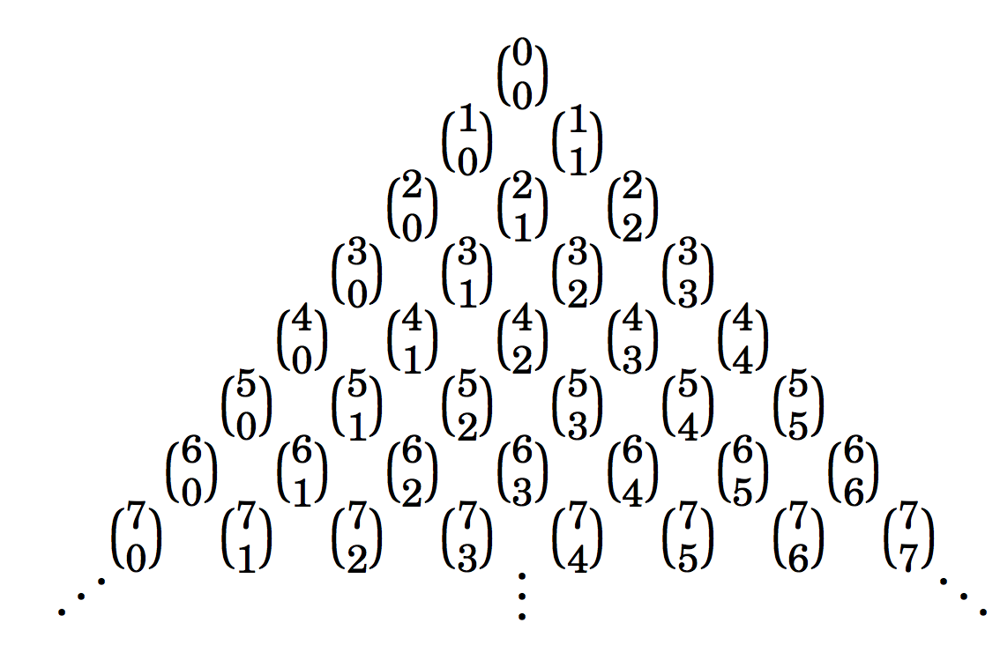 (0 0)
(1 0) (1 1)
(2 0) (2 1) (2 2)
(3 0) (3 1) (3 2) (3 3)
(4 0) (4 1) (4 2) (4 3) (4 4)
(5 0) (5 1) (5 2) (5 3) (5 4) (5 5)
(6 0) (6 1) (6 2) (6 3) (6 4) (6 5) (6 6)
(7 0) (7 1) (7 2) (7 3) (7 4) (7 5) (7 6) (7 7)
⋰ ⋮ ⋱